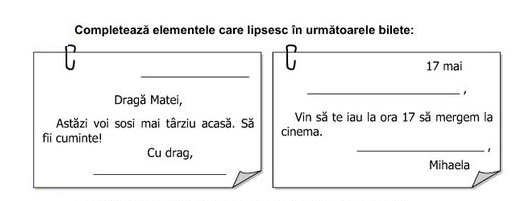 Completează elementele care lipsesc în următoarele bilete:
Dragă Matei,
Astăzi voi sosi mai târziu acasă. Să
fii cuminte!
Cu drag,
17 mai
,
Vin să te iau la ora 17 să mergem la
cinema.
,
Mihaela